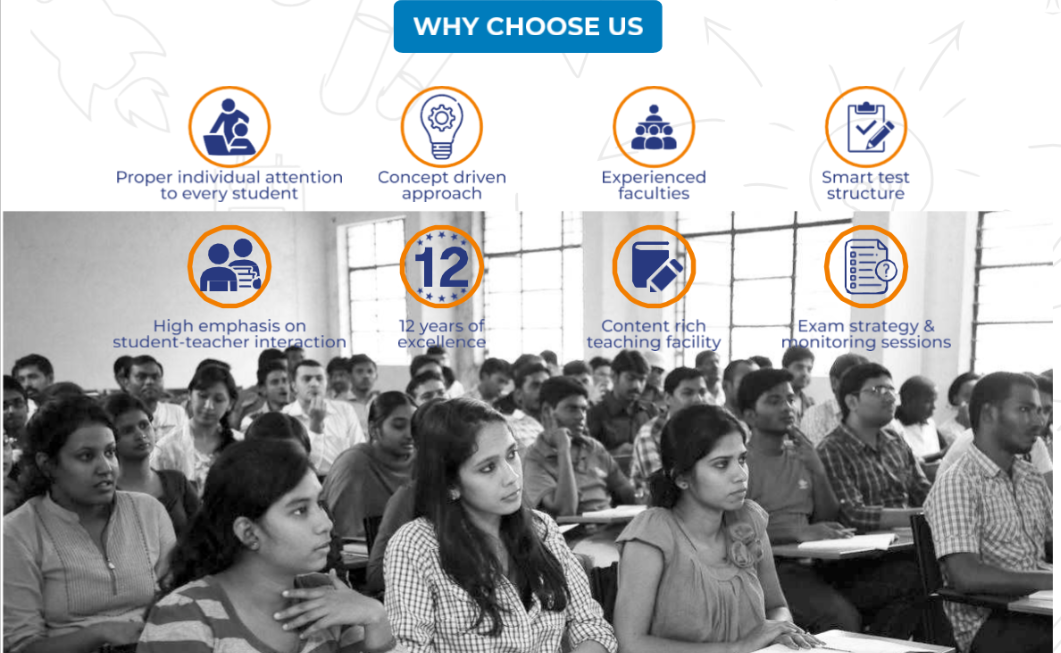 WHY CHOOSE US
Proper individual attention
to every student
Concept driven
approach
Experienced
faculties
Smart test
structure
12
?
High emphasis on
student-teacher interaction
12 years of
excellence
Content rich
teaching facility
Exam strategy &
monitoring sessions